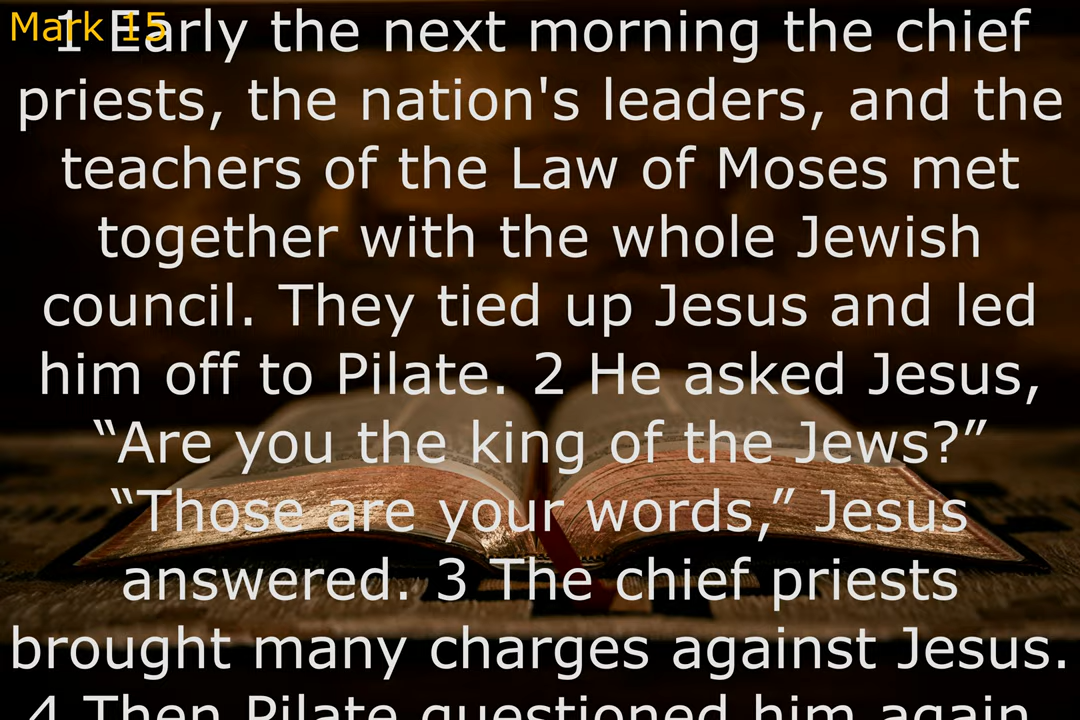 Mark 15
1 Early the next morning the chief
priests, the nation's leaders, and the
teachers of the Law of Moses met
together with the whole Jewish
council. They tied up Jesus and led
him off to Pilate. 2 He asked Jesus,
“Are you the king of the Jews?”
“Those are your words,” Jesus
answered. 3 The chief priests
brought many charges against Jesus.
4 Then Pilate questioned him again.